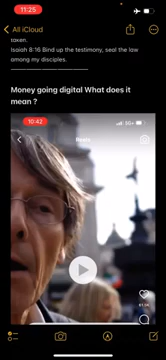 11:25
All iCloud
taken.
Isaiah 8:16 Bind up the testimony, seal the law
among my disciples.
Money going digital What does it
mean ?
10:42
Reels